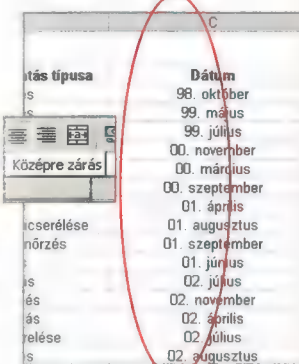 C
tás típusa Dátum
s 98. október
99. május
99. július
00. november
Középre zárás
00. március
00. szeptember
01. április
cserélése 01. augusztus
nőrzés 01. szeptember
01. június
s 02. július
és 02. november
ás 02. április
relése 02. július
s 02. augusztus